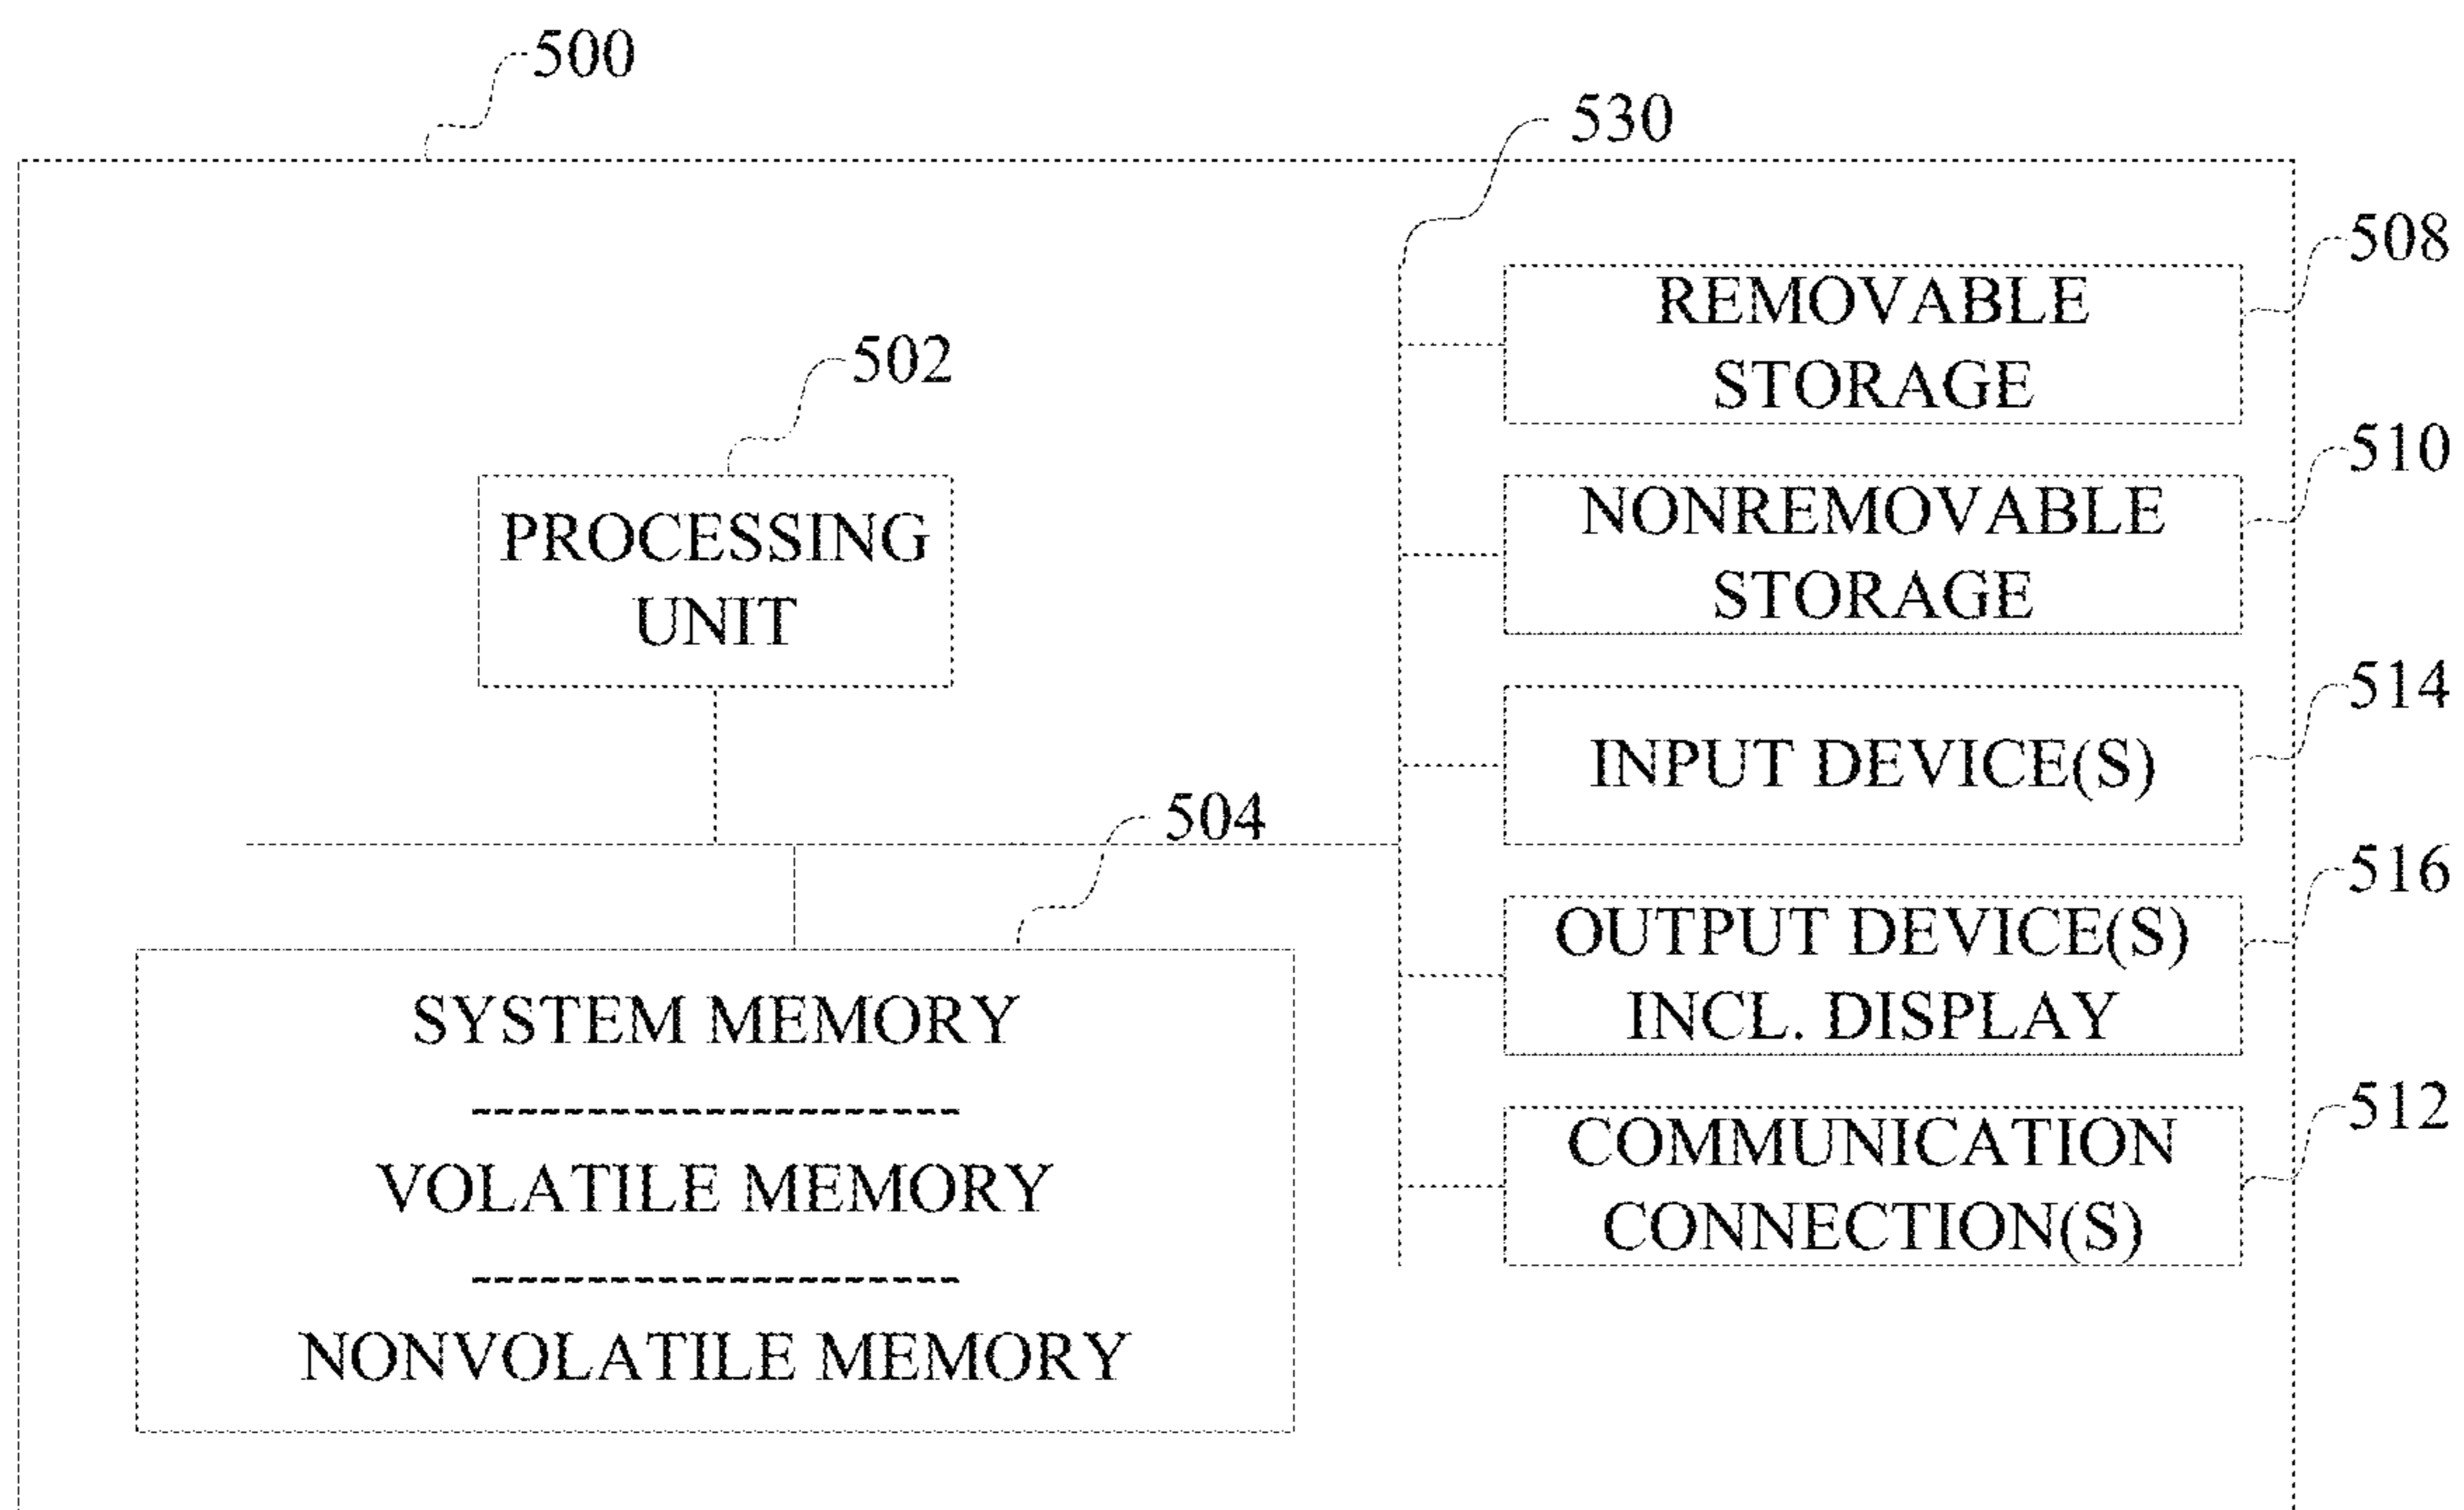 500
530
508
REMOVABLE
STORAGE
502
510
PROCESSING
UNIT
NONREMOVABLE
STORAGE
514
INPUT DEVICE(S)
504
516
OUTPUT DEVICE(S)
INCL. DISPLAY
SYSTEM MEMORY
VOLATILE MEMORY
NONVOLATILE MEMORY
512
COMMUNICATION
CONNECTION(S)